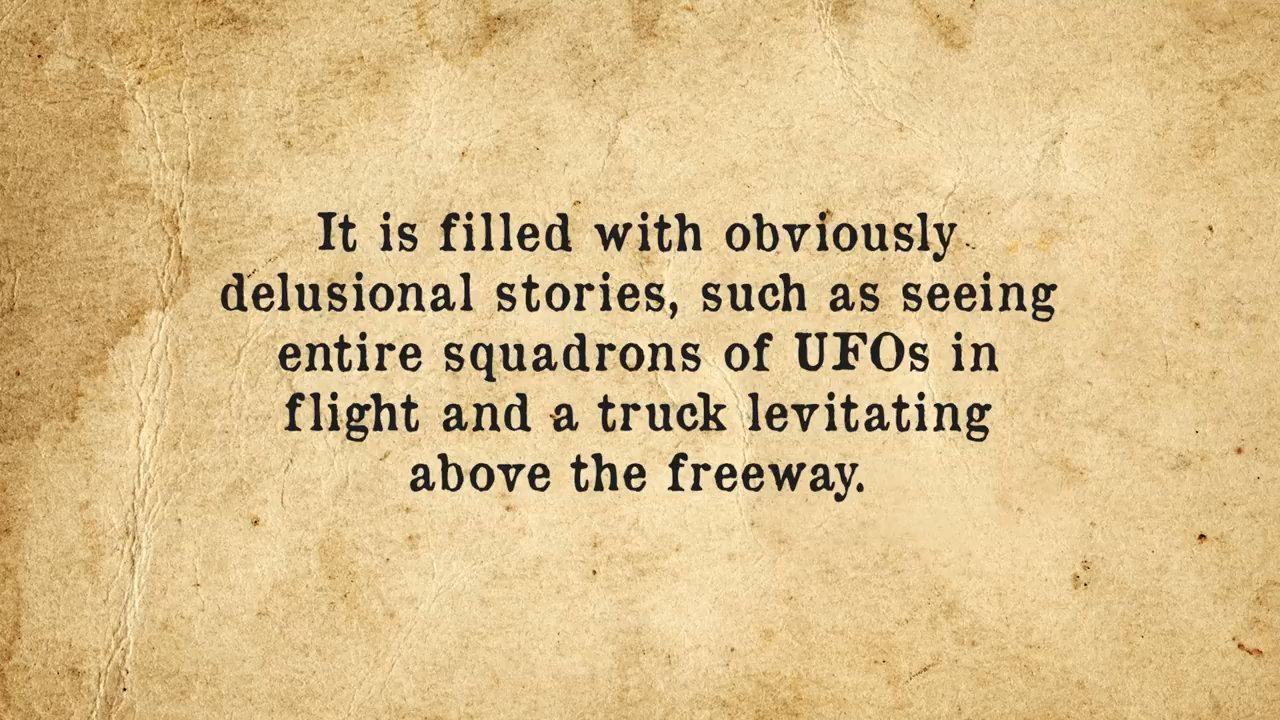 It is filled with obviously
delusional stories, such as seeing
entire squadrons of UFOs in
flight and a truck levitating
above the freeway.